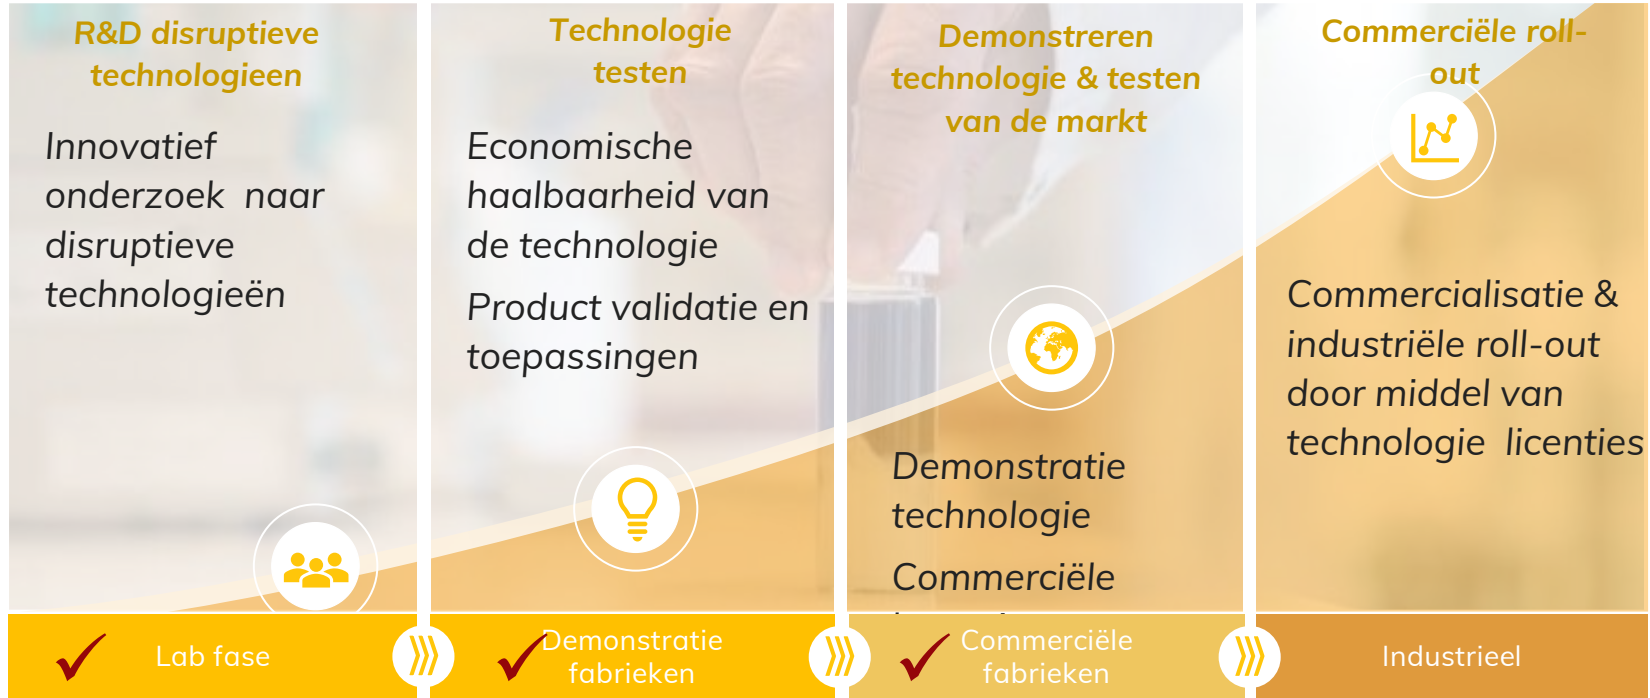 R&D disruptieve
technologieen
Innovatief
onderzoek naar
disruptieve
technologieën
Lab fase
Technologie
testen
Economische
haalbaarheid van
de technologie
Product validatie en
toepassingen
Demonstratie
fabrieken
Demonstreren
technologie & testen
van de markt
Demonstratie
technologie
Commerciële
Commerciële
fabrieken
Commerciële roll-
out
Commercialisatie &
industriële roll-out
door middel van
technologie licenties
Industrieel